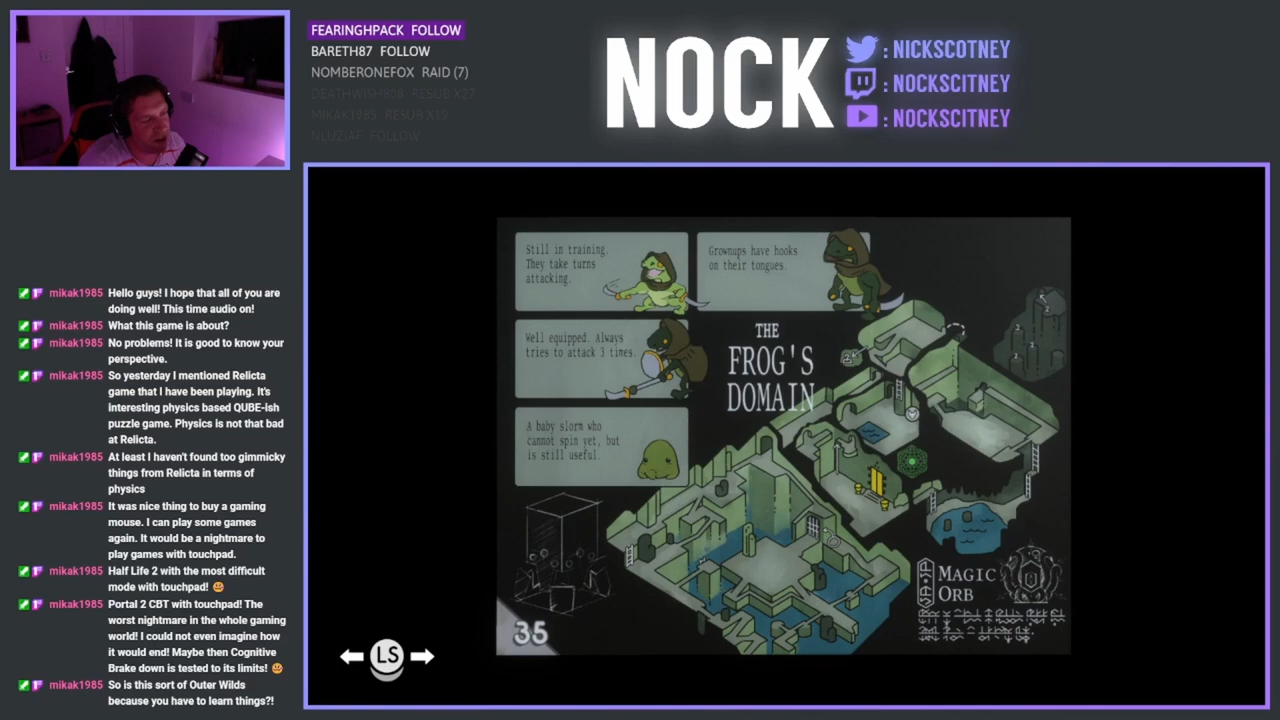 FEARINGHPACK FOLLOW
BARETH87 FOLLOW
NOMBERONEFOX RAID (7)
DEATHWISH808 RESUB X27
MIKAK1985 RESUB X19
NLUZIAF FOLLOW
NOCK
: NICKSCOTNEY
: NOCKSCITNEY
: NOCKSCITNEY
mikak1985 Hello guys! I hope that all of you are
doing well! This time audio on!
mikak1985 What this game is about?
mikak1985 No problems! It is good to know your
perspective.
mikak1985 So yesterday I mentioned Relicta
game that I have been playing. It's
interesting physics based QUBE-ish
puzzle game. Physics is not that bad
at Relicta.
mikak1985 At least I haven't found too gimmicky
things from Relicta in terms of
physics
mikak1985 It was nice thing to buy a gaming
mouse. I can play some games
again. It would be a nightmare to
play games with touchpad.
mikak1985 Half Life 2 with the most difficult
mode with touchpad!
mikak1985 Portal 2 CBT with touchpad! The
worst nightmare in the whole gaming
world! I could not even imagine how
it would end! Maybe then Cognitive
Brake down is tested to its limits!
mikak1985 So is this sort of Outer Wilds
because you have to learn things?!
Still in training.
They take turns
attacking.
Grownups have hooks
on their tongues.
Well equipped. Always
tries to attack 3 times.
A baby slorm who
cannot spin yet, but
is still useful.
THE
FROG'S
DOMAIN
MAGIC
ORB
35
LS